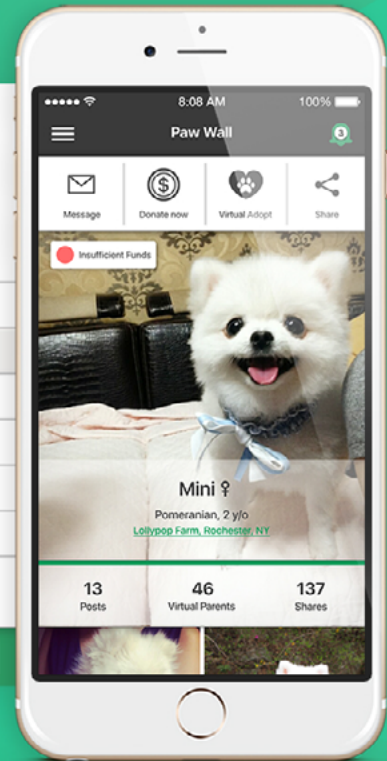 8:08 AM
100%
Paw Wall
3
Message
Donate now
Virtual Adopt
Share
Insufficient Funds
Mini ♀
Pomeranian, 2 y/o
Lollypop Farm, Rochester, NY
13
46
137
Posts
Virtual Parents
Shares